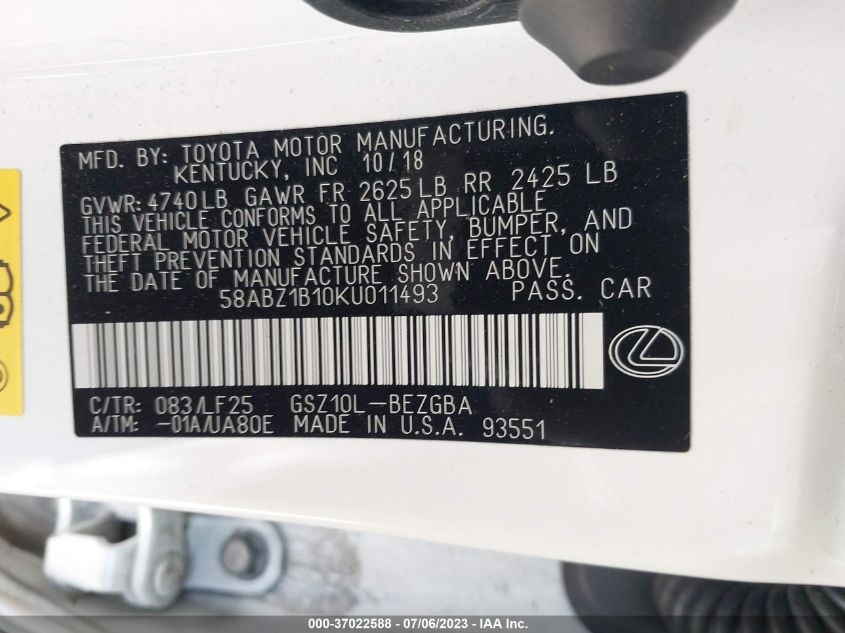 MFD. BY: TOYOTA MOTOR MANUFACTURING.
KENTUCKY, INC 10/18
GVWR: 4740LB GAWR FR 2625LB RR 2425 LB
THIS VEHICLE CONFORMS TO ALL APPLICABLE
FEDERAL MOTOR VEHICLE SAFETY, BUMPER, AND
THEFT PREVENTION STANDARDS IN EFFECT ON
THE DATE OF MANUFACTURE SHOWN ABOVE.
58ABZ1B10KU011493 PASS. CAR
C/TR: 083/LF25 GSZ10L-BEZGBA
A/TM: -01A/UA80E MADE IN U.S.A. 93551
000-37022588 - 07/06/2023 - IAA Inc.